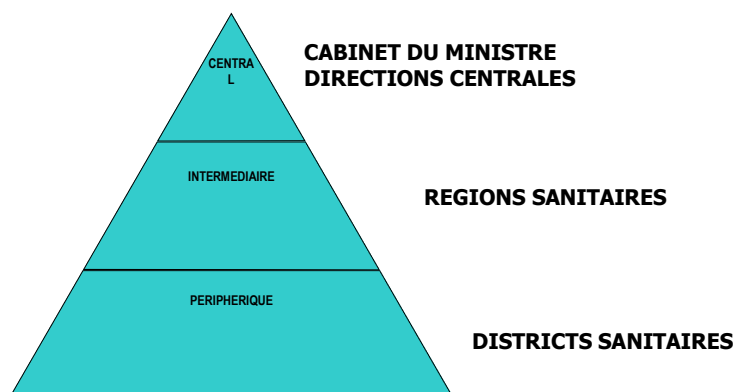 CENTRA
L
CABINET DU MINISTRE
DIRECTIONS CENTRALES
INTERMEDIAIRE
REGIONS SANITAIRES
PERIPHERIQUE
DISTRICTS SANITAIRES